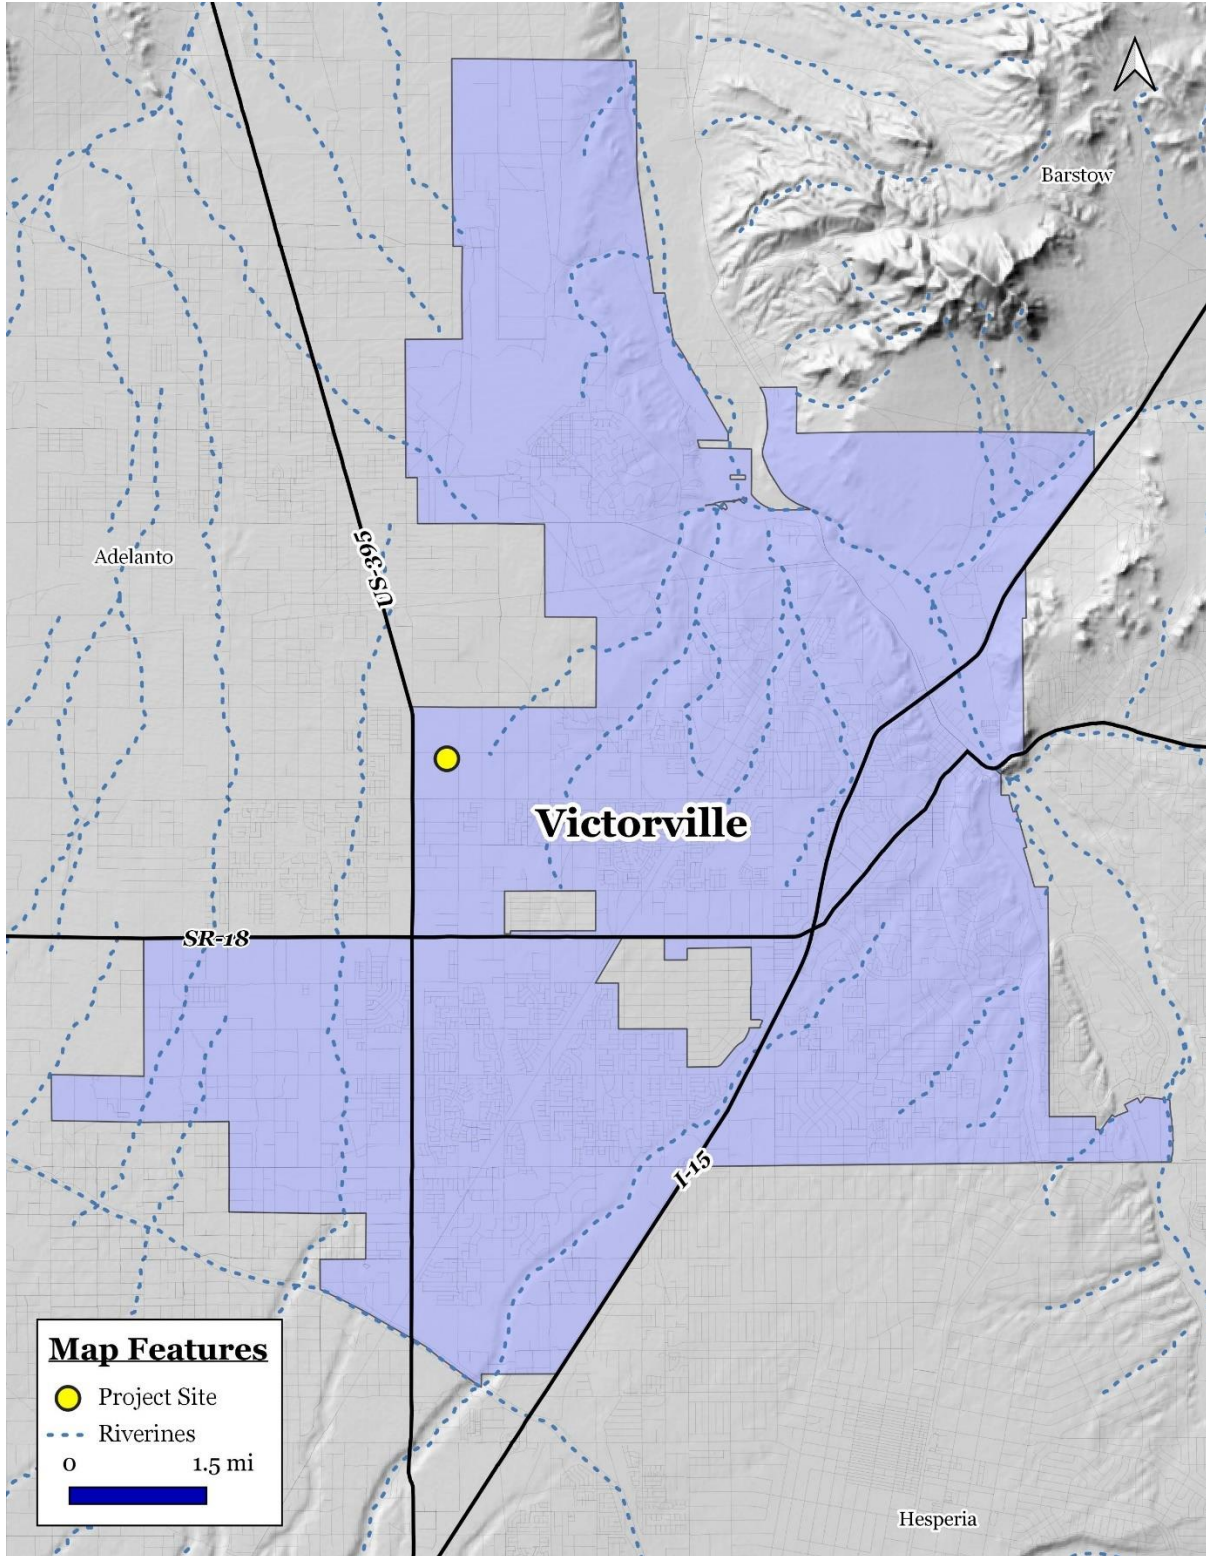 Barstow
US-395
Adelanto
Victorville
SR-18
I-15
Map Features
Project Site
Riverines
0 1.5 mi
Hesperia